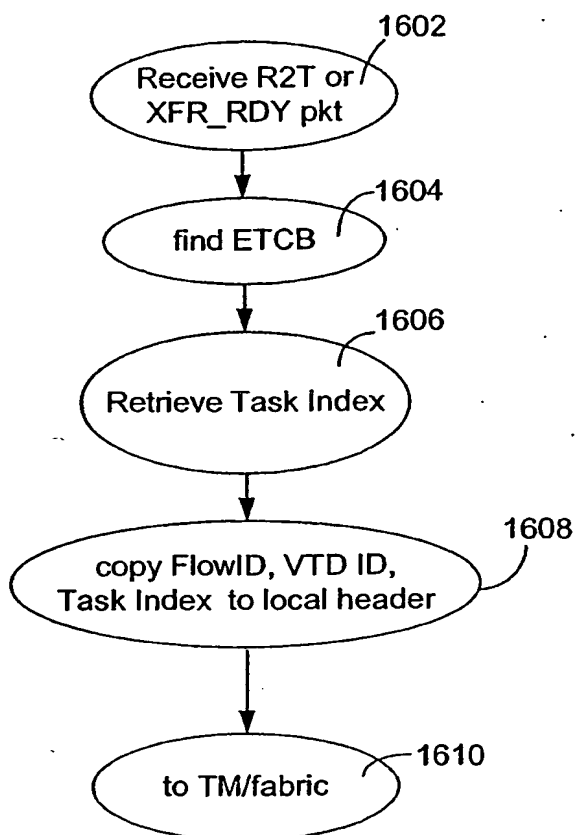 1602
Receive R2T or
XFR_RDY pkt
1604
find ETCB
1606
Retrieve Task Index
1608
copy FlowID, VTD ID,
Task Index to local header
1610
to TM/fabric